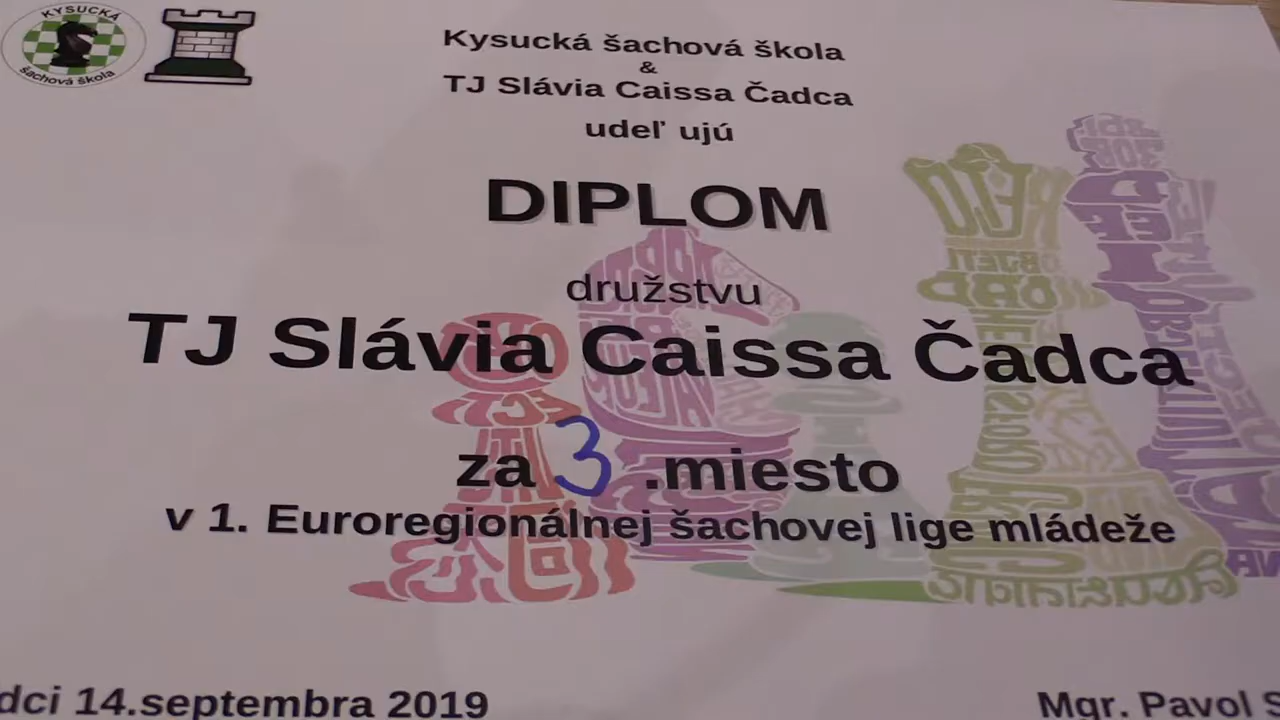 KYSUCKÁ
šachová škola
Kysucká šachová škola
&
TJ Slávia Caissa Čadca
udeľ ujú
DIPLOM
družstvu
TJ Slávia Caissa Čadca
za 3 .miesto
v 1. Euroregionálnej šachovej lige mládeže
dci 14.septembra 2019
Mgr. Pavol S